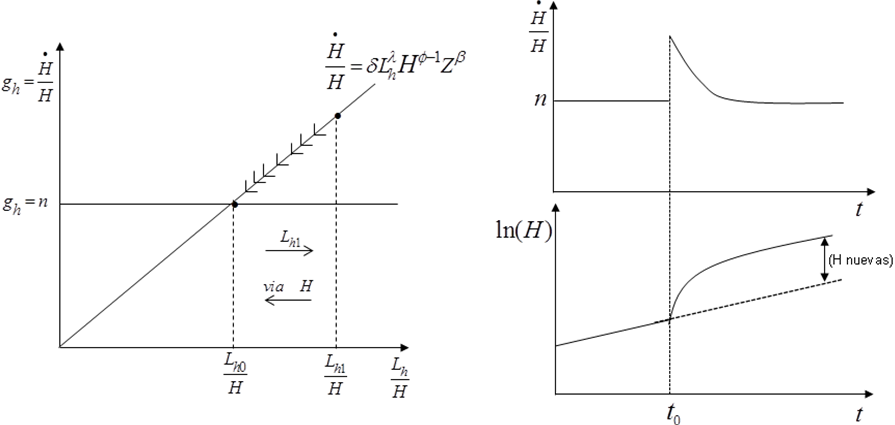 g_h = Ḣ/H
Ḣ/H = δL_h^λ H^(ϕ−1) Z^β
g_h = n
L_h1
via H
L_h0/H
L_h1/H
L_h/H
Ḣ/H
n
t
ln(H)
(H nuevas)
t_0
t